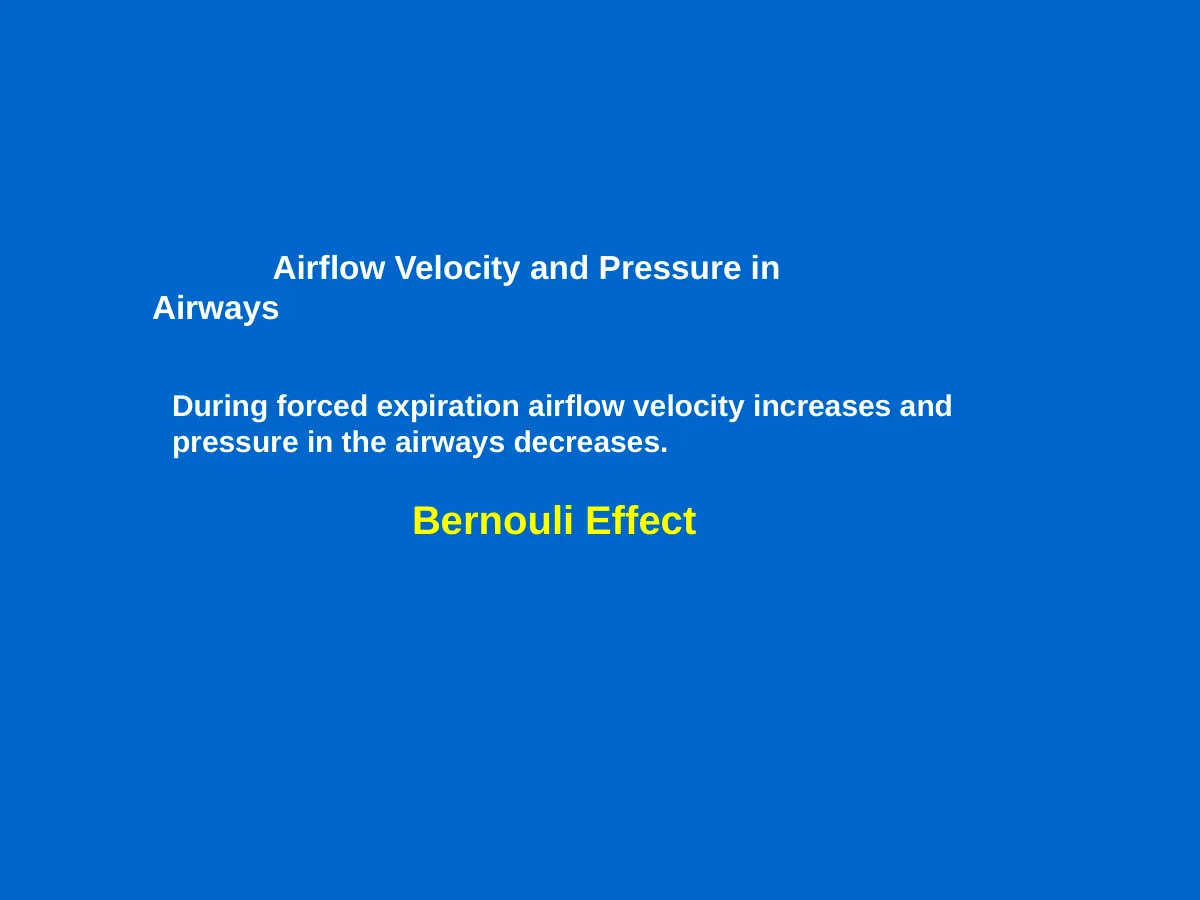 Airflow Velocity and Pressure in
Airways
During forced expiration airflow velocity increases and
pressure in the airways decreases.
Bernouli Effect